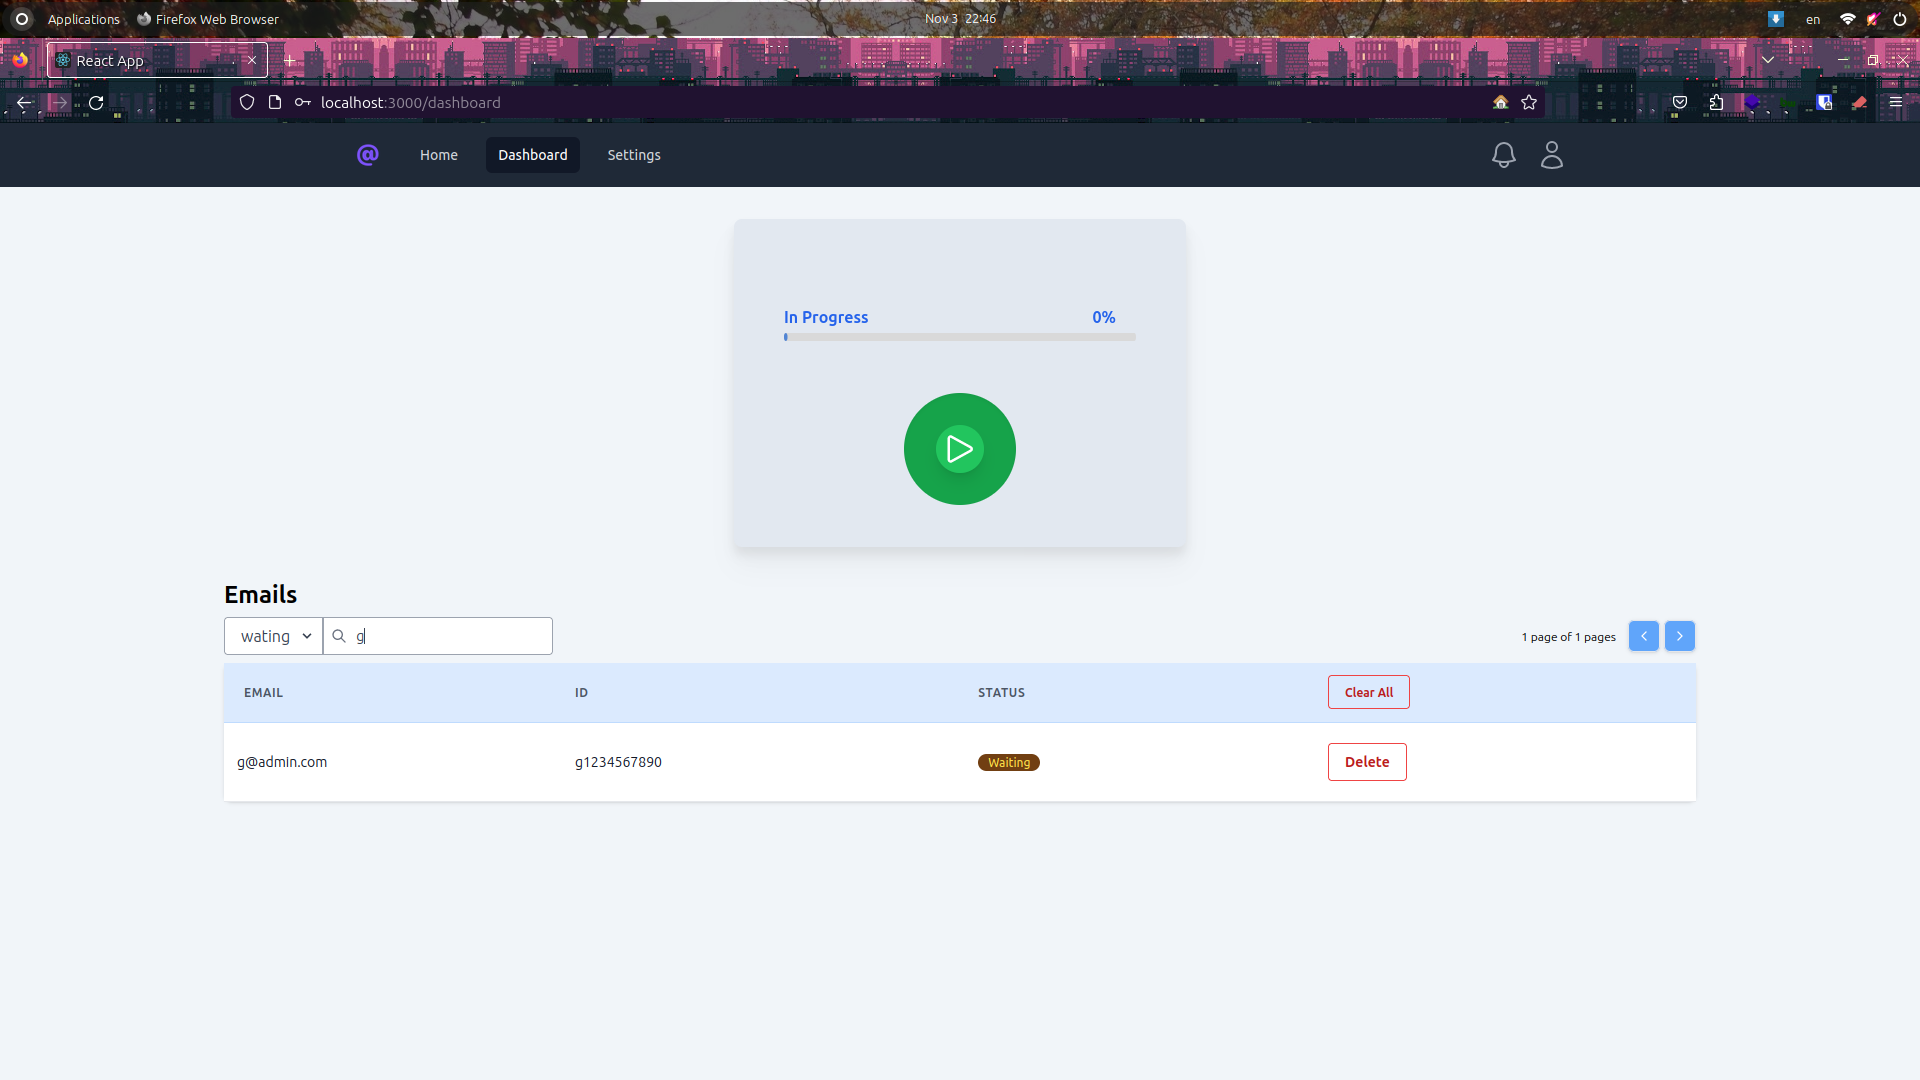 Applications Firefox Web Browser Nov 3 22:46 en
React App
localhost:3000/dashboard
@ Home Dashboard Settings
In Progress 0%
Emails
wating g 1 page of 1 pages
EMAIL ID STATUS Clear All
g@admin.com g1234567890 Waiting Delete